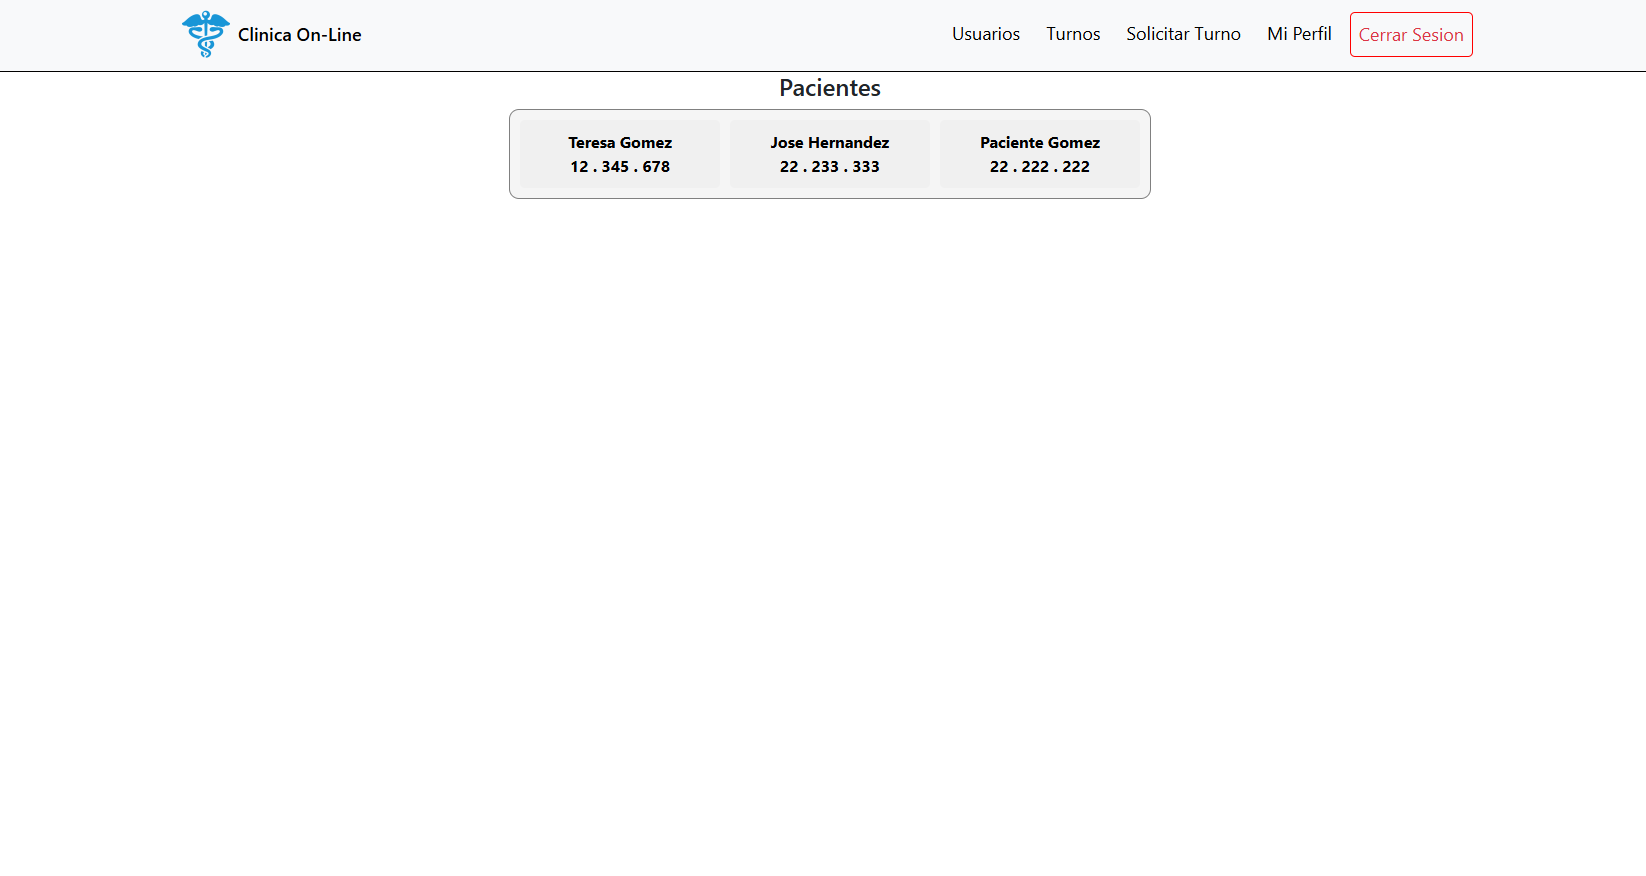 Clinica On-Line
Usuarios
Turnos
Solicitar Turno
Mi Perfil
Cerrar Sesion
Pacientes
Teresa Gomez
12 . 345 . 678
Jose Hernandez
22 . 233 . 333
Paciente Gomez
22 . 222 . 222